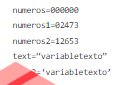 numeros=000000
numeros1=02473
numeros2=12653
text="variabletexto"
2='variabletexto'